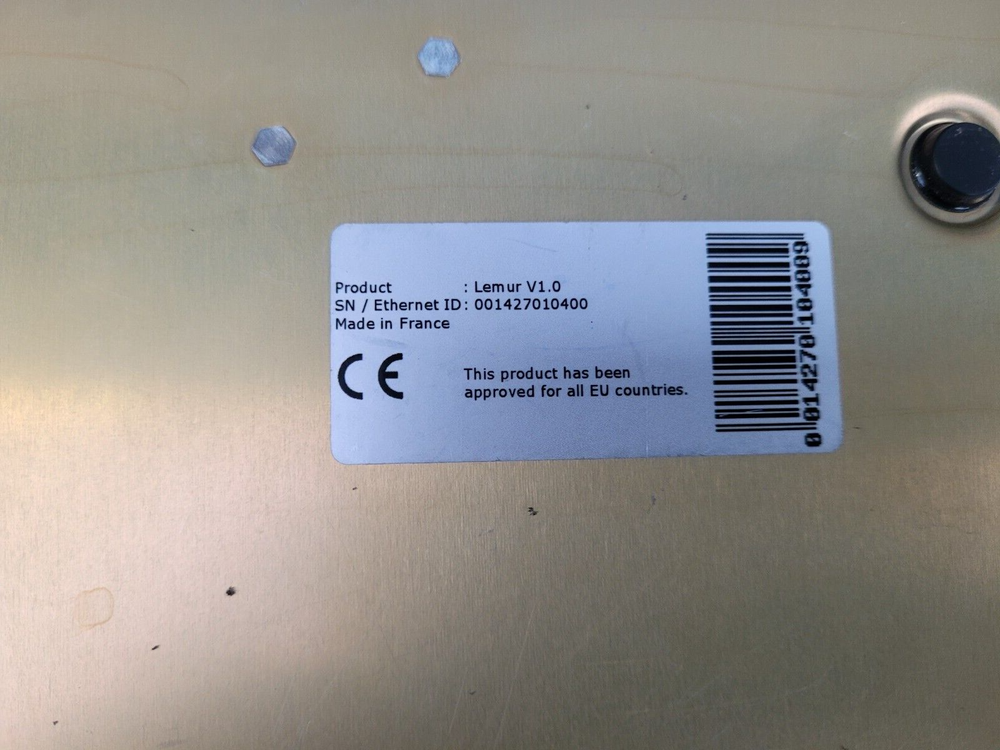 Product : Lemur V1.0
SN / Ethernet ID: 001427010400
Made in France
CE
This product has been
approved for all EU countries.
0 014270 104009